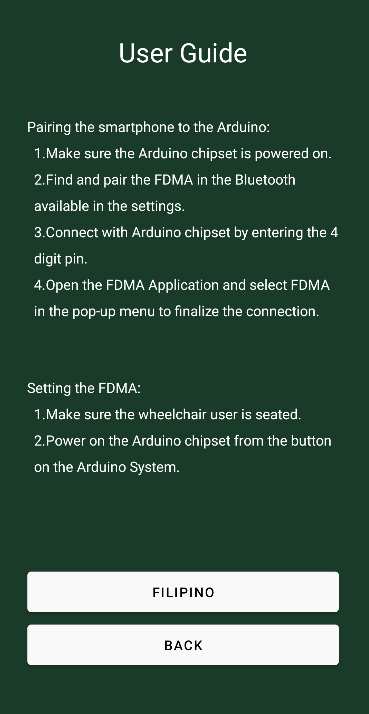 User Guide
Pairing the smartphone to the Arduino:
1.Make sure the Arduino chipset is powered on.
2.Find and pair the FDMA in the Bluetooth
available in the settings.
3.Connect with Arduino chipset by entering the 4
digit pin.
4.Open the FDMA Application and select FDMA
in the pop-up menu to finalize the connection.
Setting the FDMA:
1.Make sure the wheelchair user is seated.
2.Power on the Arduino chipset from the button
on the Arduino System.
FILIPINO
BACK